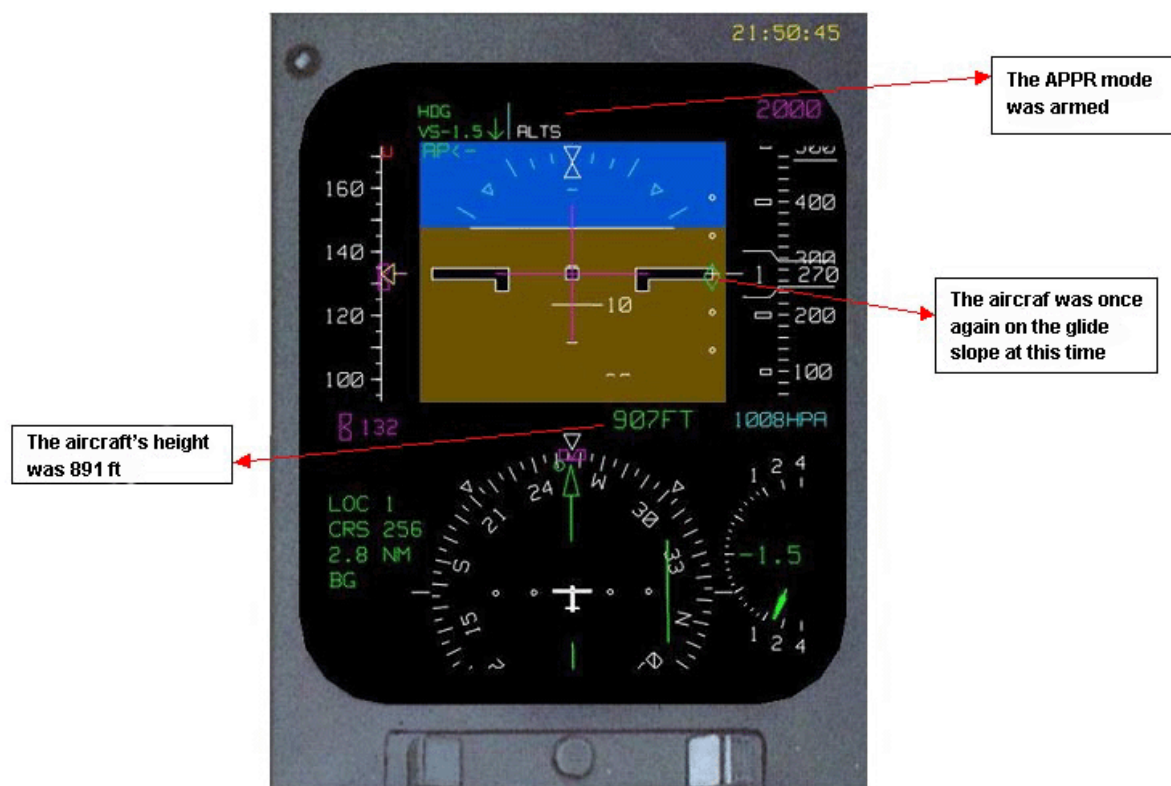 21:50:45
The APPR mode
was armed
HDG
VS-1.5↓ ALTS
2000
AP<-
160
140
120
100
10
400
300
1 270
200
100
The aircraf was once
again on the glide
slope at this time
132
907FT
1008HPA
The aircraft's height
was 891 ft
LOC 1
CRS 256
2.8 NM
BG
15
S
21
24
W
30
33
N
1 2 4
-1.5
1 2 4